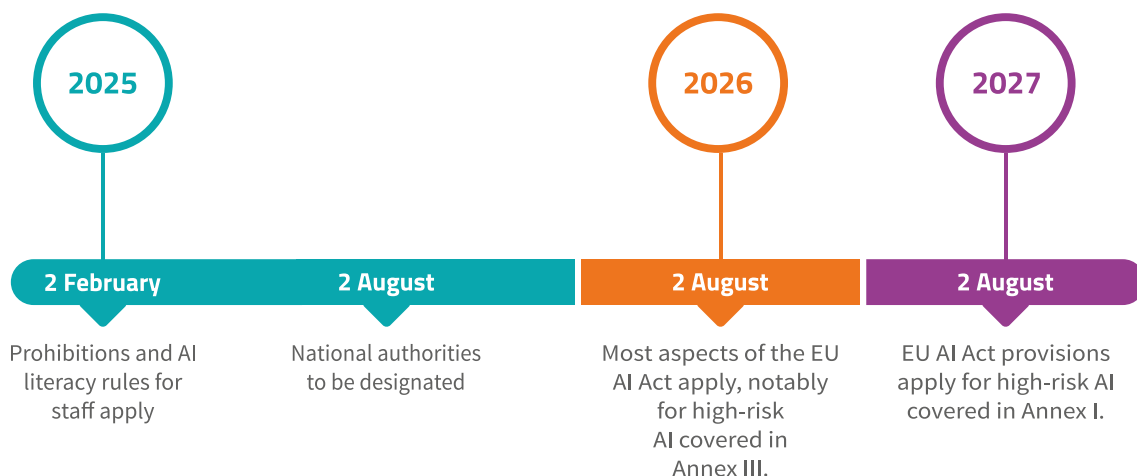 2025
2026
2027
2 February
2 August
2 August
2 August
Prohibitions and AI
literacy rules for
staff apply
National authorities
to be designated
Most aspects of the EU
AI Act apply, notably
for high-risk
AI covered in
Annex III.
EU AI Act provisions
apply for high-risk AI
covered in Annex I.